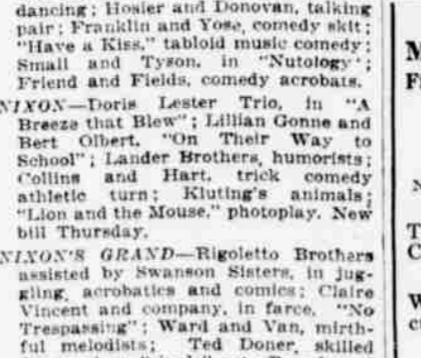 dancing; Hosier and Donovan, talking
pair; Franklin and Yose, comedy skit;
"Have a Kiss," tabloid music comedy;
Small and Tyson, in "Nutology";
Friend and Fields, comedy acrobats.
NIXON—Doris Lester Trio, in "A
Breeze that Blew"; Lillian Gonne and
Bert Olbert, "On Their Way to
School"; Lander Brothers, humorists;
Collins and Hart, trick comedy
athletic turn; Kluting's animals;
"Lion and the Mouse," photoplay. New
bill Thursday.
NIXON'S GRAND—Rigoletto Brothers
assisted by Swanson Sisters, in jug-
gling, acrobatics and comics; Claire
Vincent and company, in farce, "No
Trespassing"; Ward and Van, mirth-
ful melodists; Ted Doner, skilled